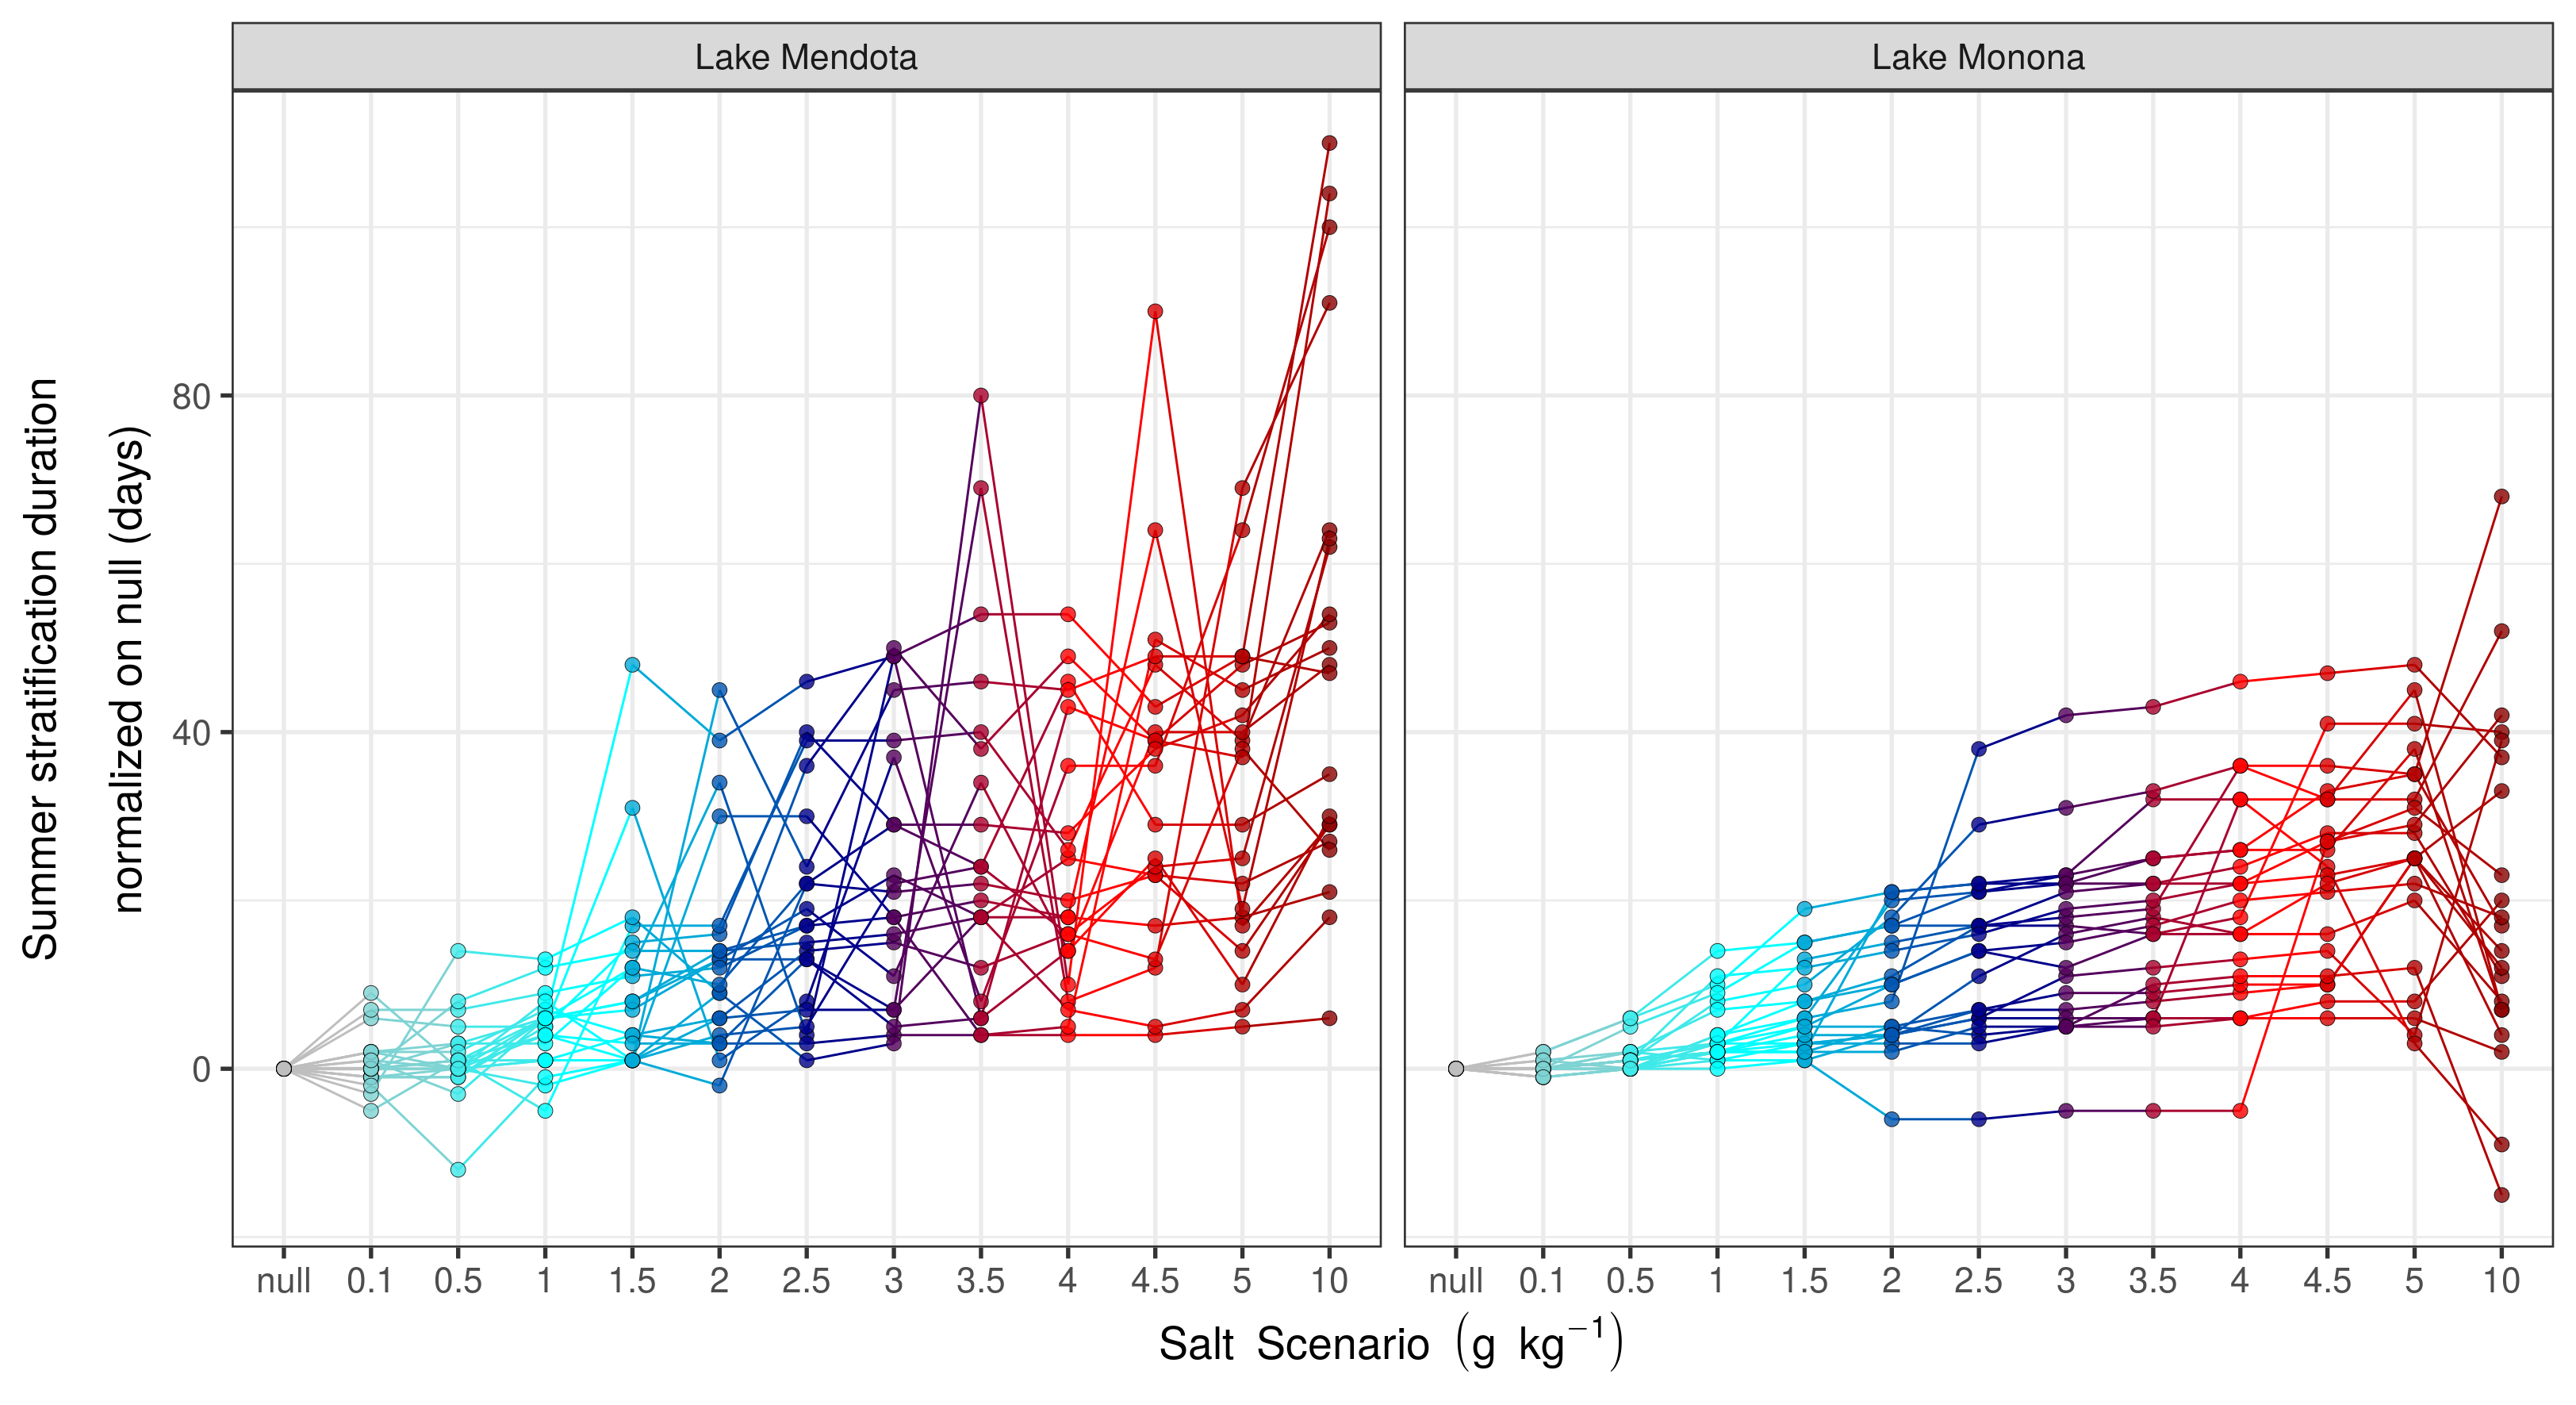 Lake Mendota
Lake Monona
Summer stratification duration
normalized on null (days)
80
40
0
null 0.1 0.5 1 1.5 2 2.5 3 3.5 4 4.5 5 10
null 0.1 0.5 1 1.5 2 2.5 3 3.5 4 4.5 5 10
Salt Scenario (g kg⁻¹)